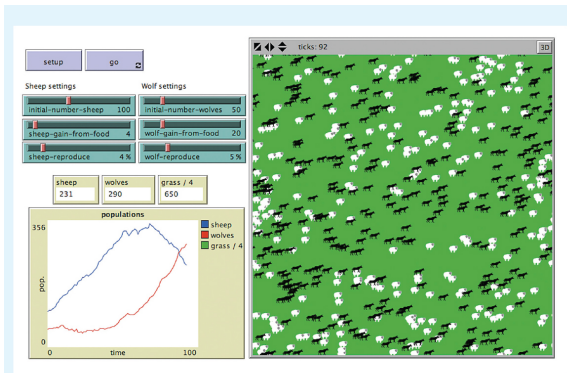 ticks: 92
3D
setup
go
Sheep settings
Wolf settings
initial-number-sheep 100
initial-number-wolves 50
sheep-gain-from-food 4
wolf-gain-from-food 20
sheep-reproduce 4 %
wolf-reproduce 5 %
sheep
231
wolves
290
grass / 4
650
populations
356
pop.
0
0
time
100
sheep
wolves
grass / 4